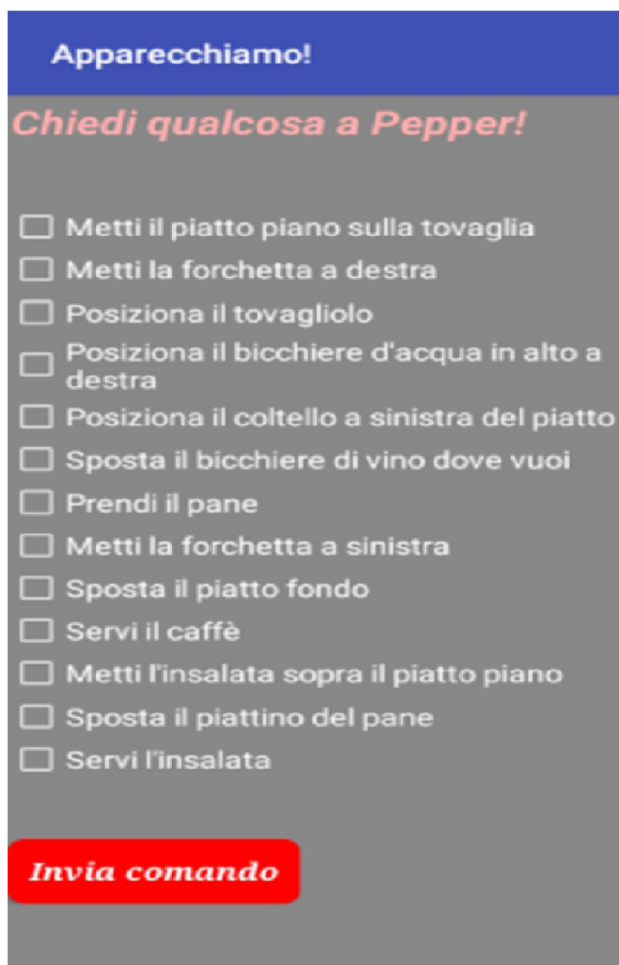 Apparecchiamo!
Chiedi qualcosa a Pepper!
Metti il piatto piano sulla tovaglia
Metti la forchetta a destra
Posiziona il tovagliolo
Posiziona il bicchiere d'acqua in alto a
destra
Posiziona il coltello a sinistra del piatto
Sposta il bicchiere di vino dove vuoi
Prendi il pane
Metti la forchetta a sinistra
Sposta il piatto fondo
Servi il caffè
Metti l'insalata sopra il piatto piano
Sposta il piattino del pane
Servi l'insalata
Invia comando